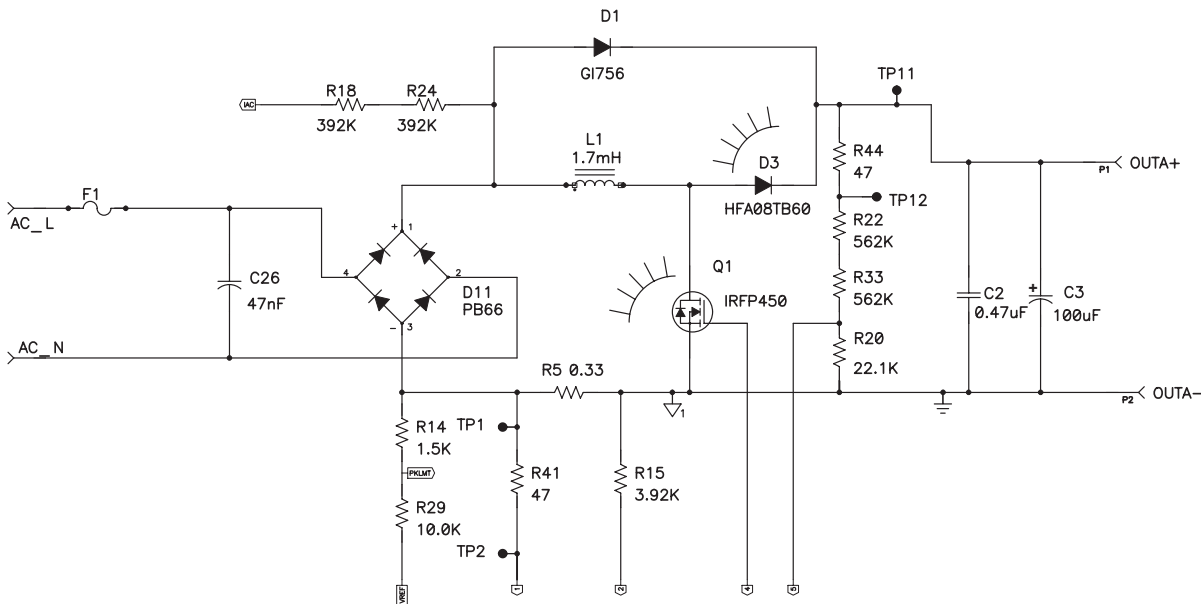 D1
GI756
TP11
R18
R24
IAC
392K
392K
L1
1.7mH
D3
HFA08TB60
R44
47
P1
OUTA+
TP12
F1
AC_L
R22
562K
+
1
4
2
C26
47nF
D11
PB66
-
3
Q1
IRFP450
R33
562K
C2
0.47uF
+
C3
100uF
AC_N
R20
22.1K
R5 0.33
1
P2
OUTA-
R14
1.5K
TP1
PKLMT
R41
47
R15
3.92K
R29
10.0K
TP2
VREF
1
2
4
5